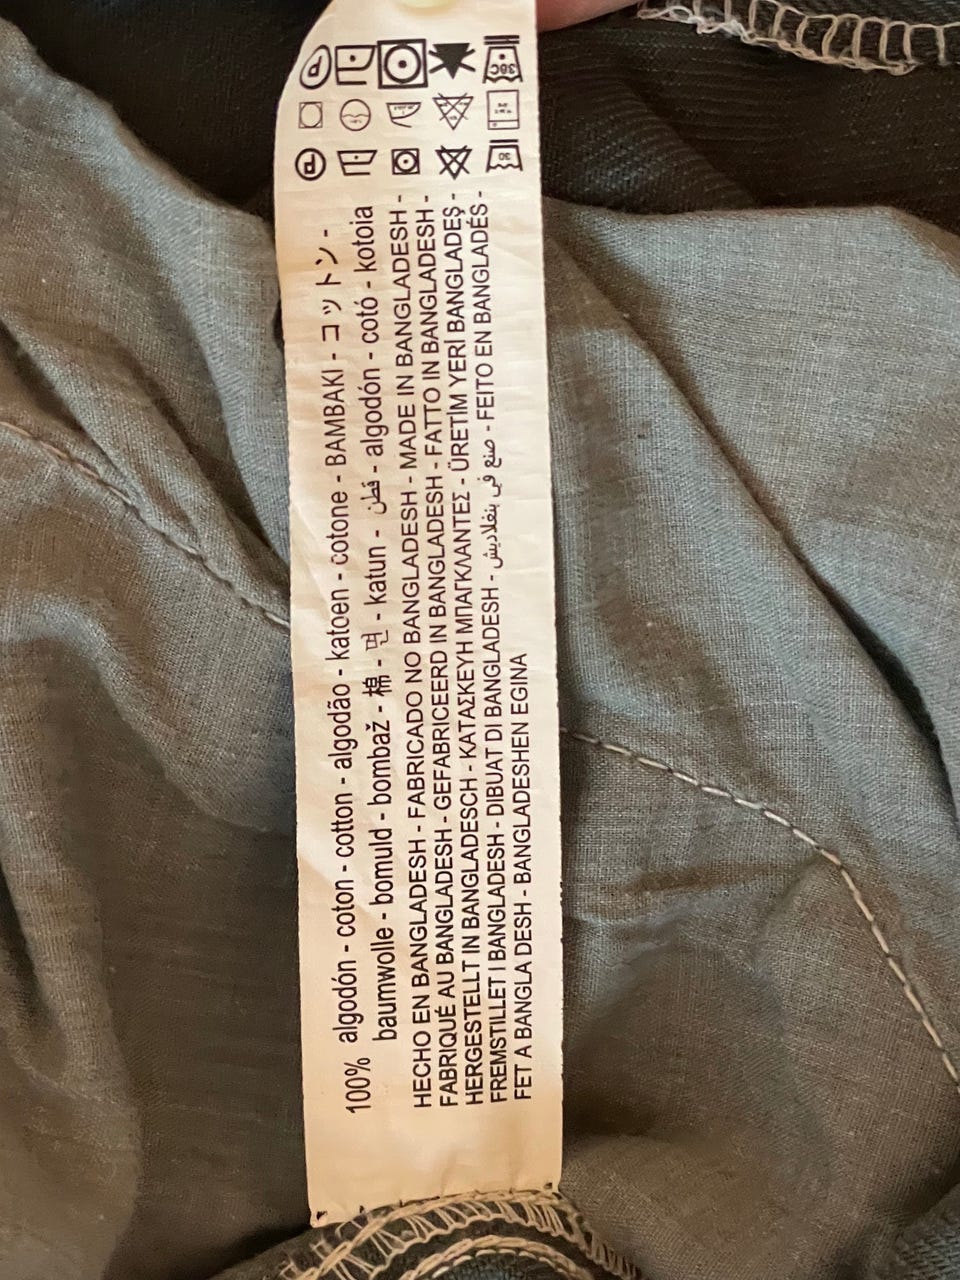 100% algodón - coton - cotton - algodão - katoen - cotone - BAMBAKI - コットン -
baumwolle - bomuld - bombaž - 棉 - 면 - katun - قطن - algodón - cotó - kotoia
HECHO EN BANGLADESH - FABRICADO NO BANGLADESH - MADE IN BANGLADESH -
FABRIQUÉ AU BANGLADESH - GEFABRICEERD IN BANGLADESH - FATTO IN BANGLADESH -
HERGESTELLT IN BANGLADESCH - ΚΑΤΑΣΚΕΥΗ ΜΠΑΓΚΛΑΝΤΕΣ - ÜRETİM YERİ BANGLADEŞ -
FREMSTILLET I BANGLADESH - DIBUAT DI BANGLADESH - صنع في بنغلاديش - FEITO EN BANGLADÉS -
FET A BANGLA DESH - BANGLADESHEN EGINA
P
30